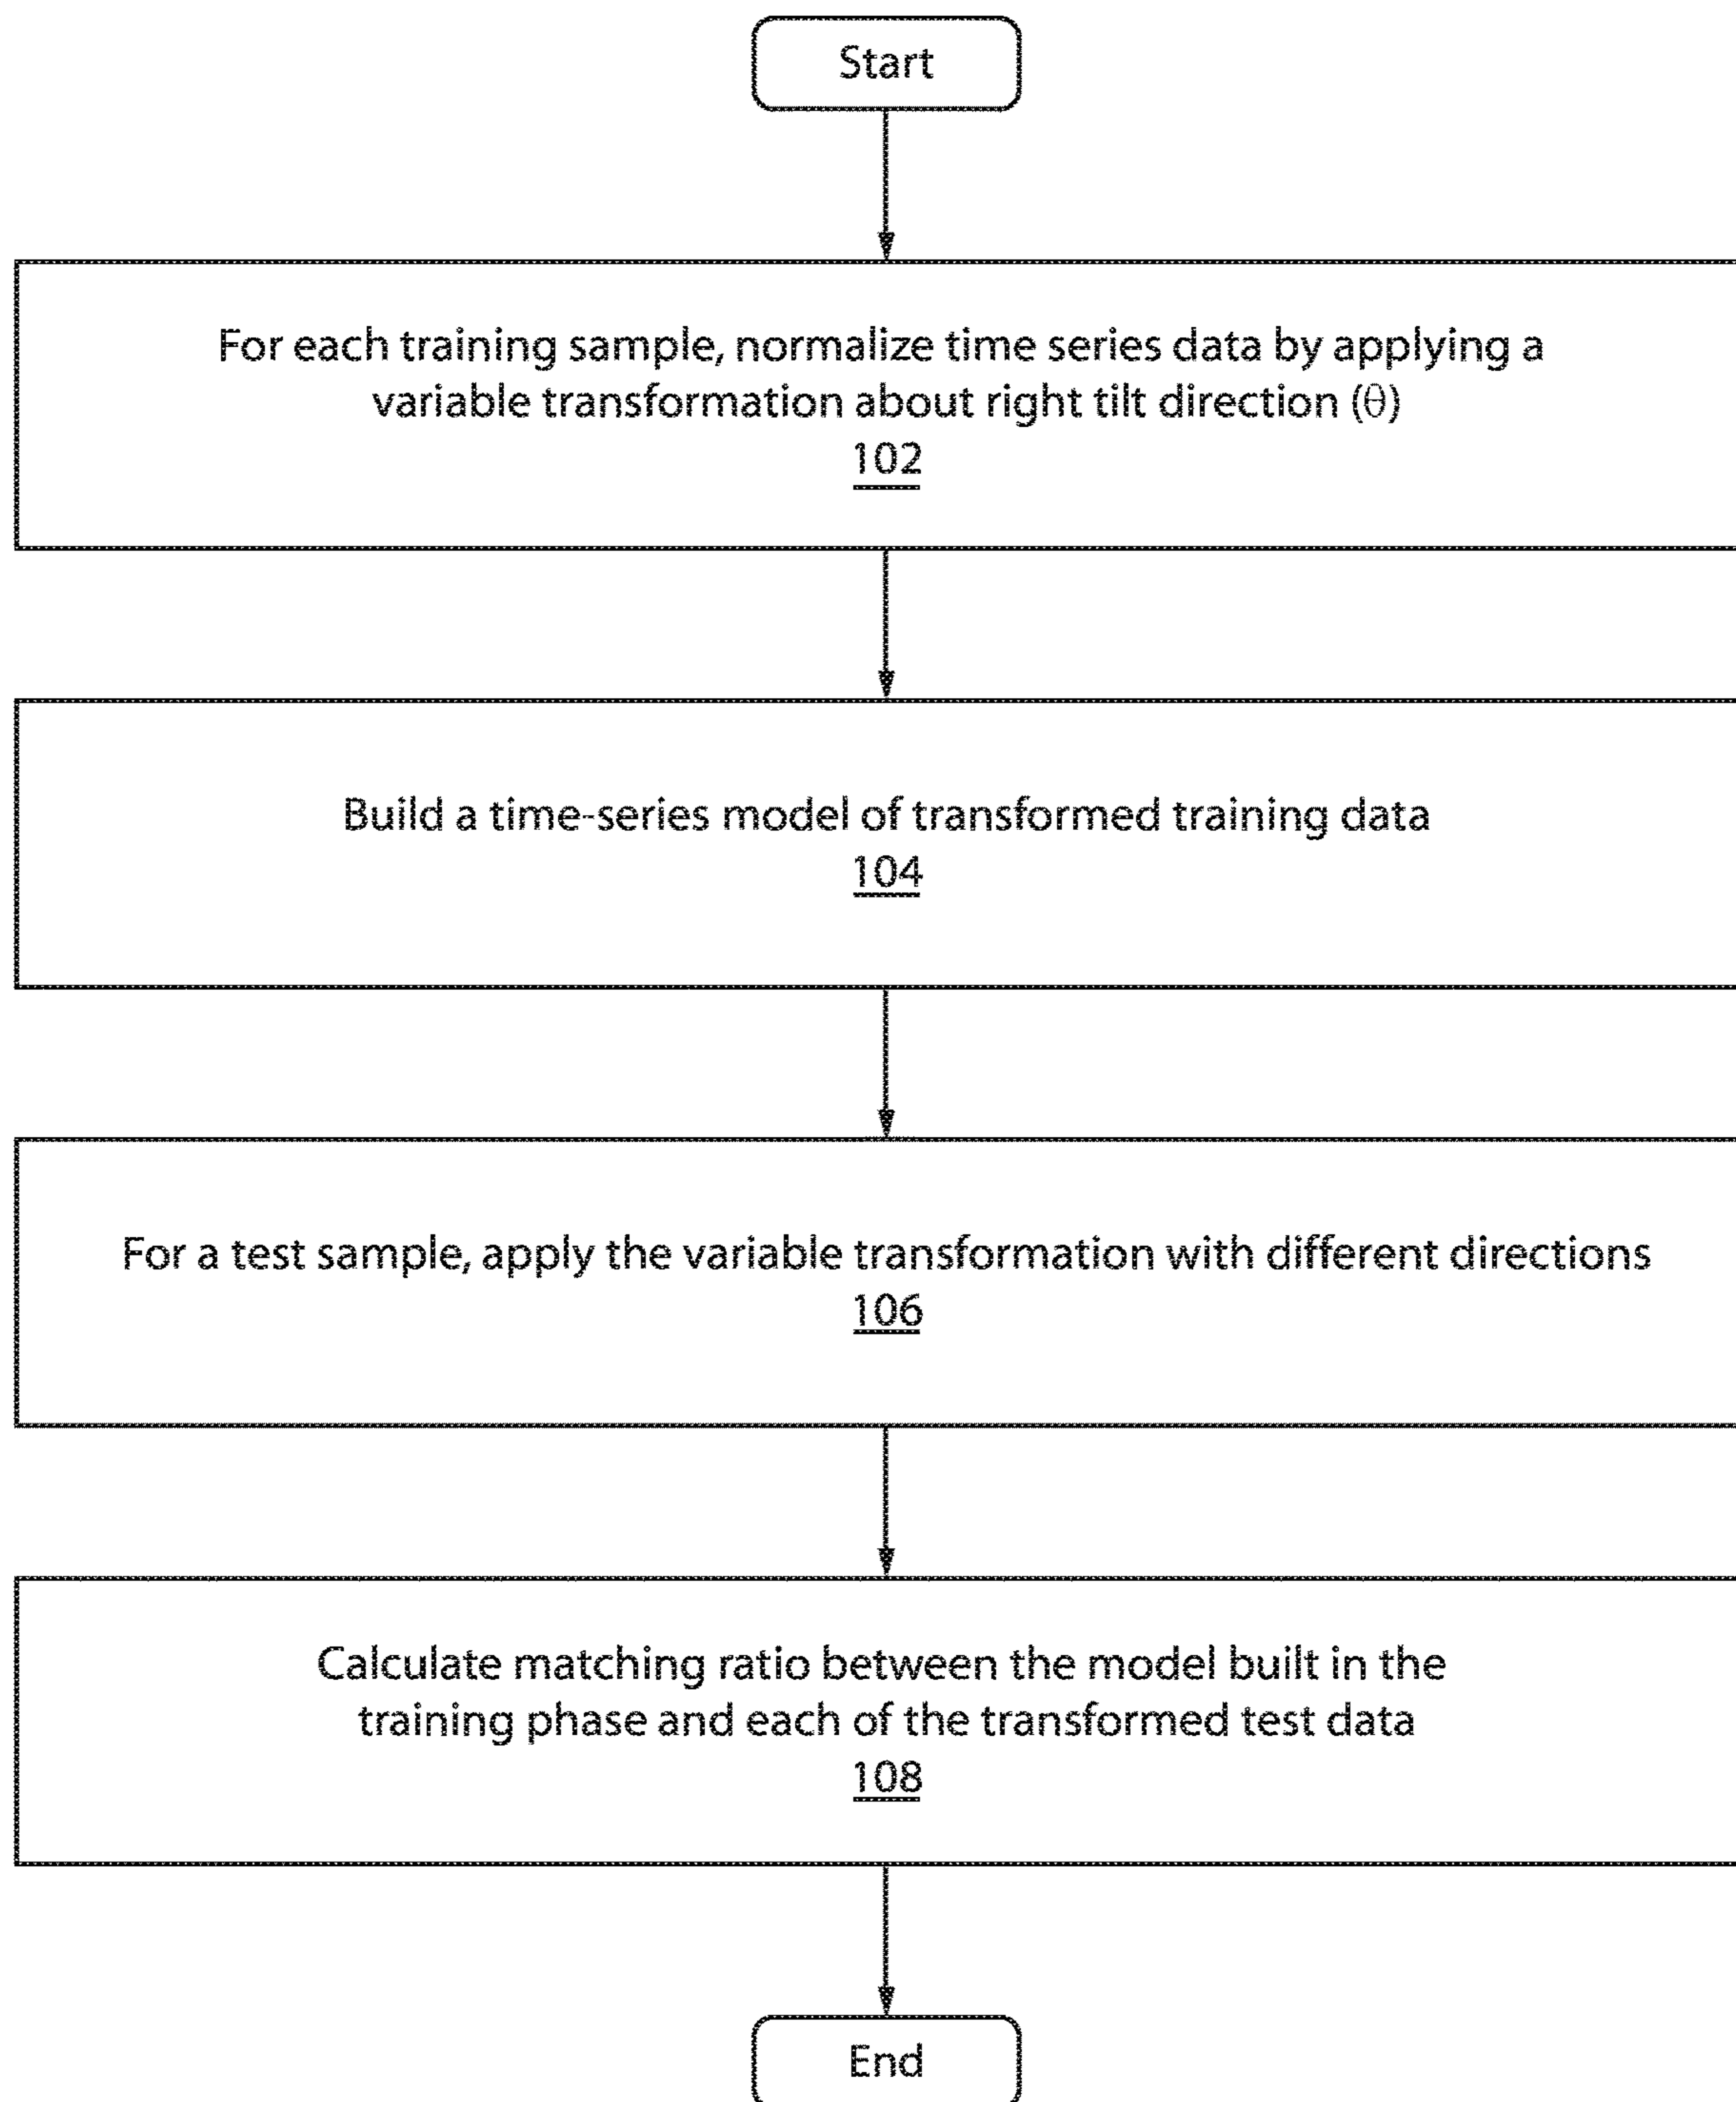 Start
For each training sample, normalize time series data by applying a
variable transformation about right tilt direction (θ)
102
Build a time-series model of transformed training data
104
For a test sample, apply the variable transformation with different directions
106
Calculate matching ratio between the model built in the
training phase and each of the transformed test data
108
End